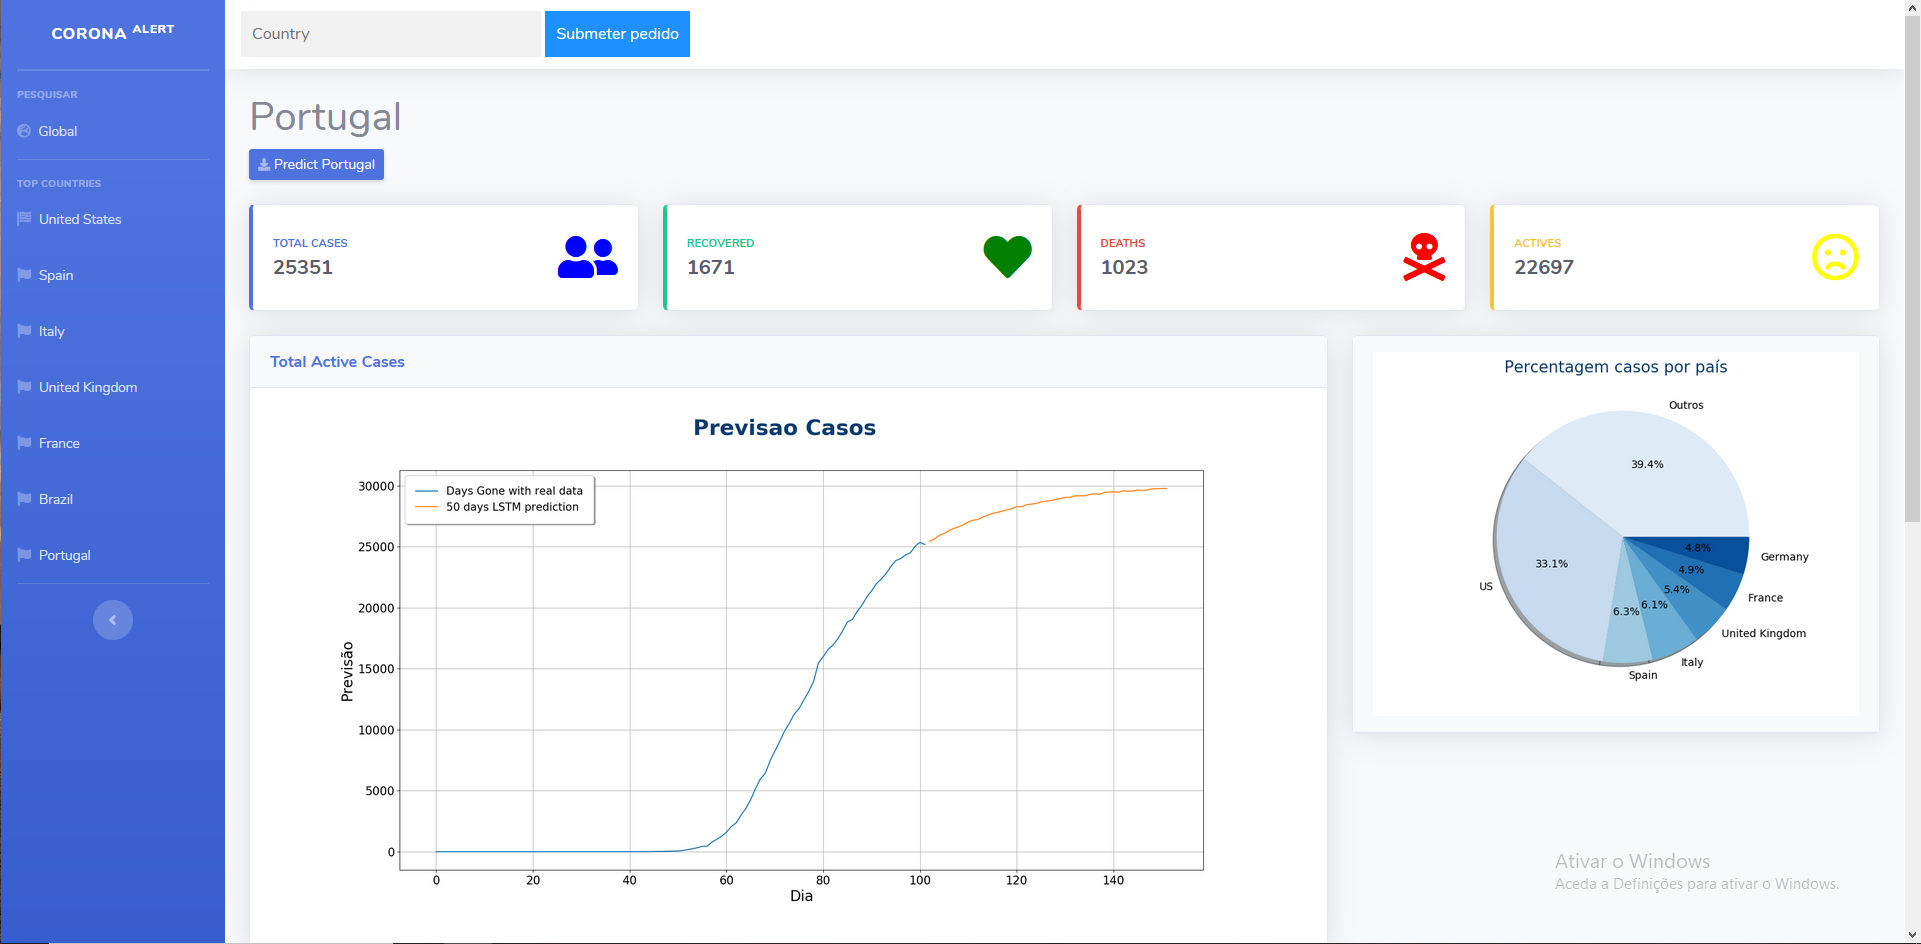 CORONA ALERT
PESQUISAR
Global
TOP COUNTRIES
United States
Spain
Italy
United Kingdom
France
Brazil
Portugal
Country
Submeter pedido
Portugal
Predict Portugal
TOTAL CASES
25351
RECOVERED
1671
DEATHS
1023
ACTIVES
22697
Total Active Cases
Previsao Casos
Days Gone with real data
50 days LSTM prediction
30000
25000
20000
15000
10000
5000
0
Previsão
0 20 40 60 80 100 120 140
Dia
Percentagem casos por país
Outros
39.4%
US
33.1%
6.3%
Spain
6.1%
Italy
5.4%
United Kingdom
4.9%
France
4.8%
Germany
Ativar o Windows
Aceda a Definições para ativar o Windows.